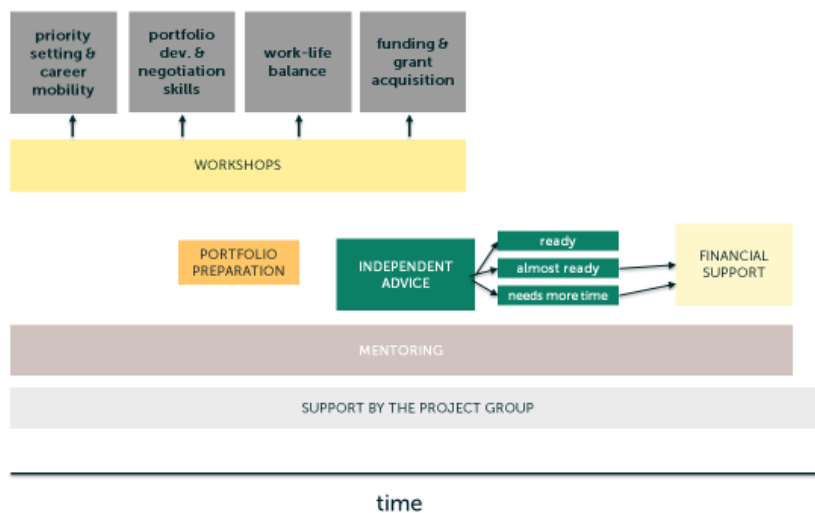 priority
setting &
career
mobility
portfolio
dev. &
negotiation
skills
work-life
balance
funding &
grant
acquisition
WORKSHOPS
PORTFOLIO
PREPARATION
INDEPENDENT
ADVICE
ready
almost ready
needs more time
FINANCIAL
SUPPORT
MENTORING
SUPPORT BY THE PROJECT GROUP
time